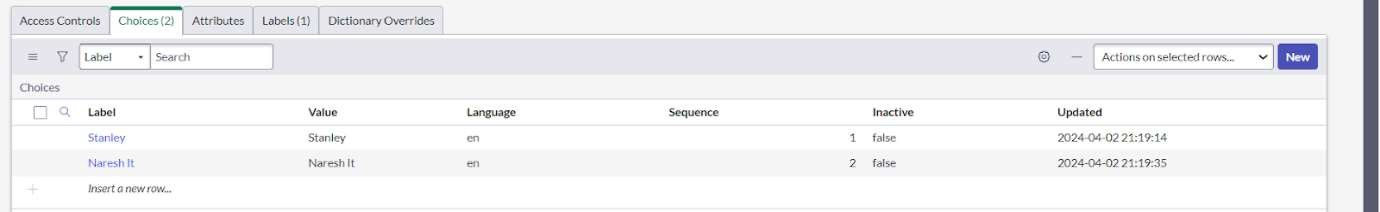 Access Controls Choices (2) Attributes Labels (1) Dictionary Overrides
Label Search Actions on selected rows... New
Choices
Label Value Language Sequence Inactive Updated
Stanley Stanley en 1 false 2024-04-02 21:19:14
Naresh It Naresh It en 2 false 2024-04-02 21:19:35
Insert a new row...